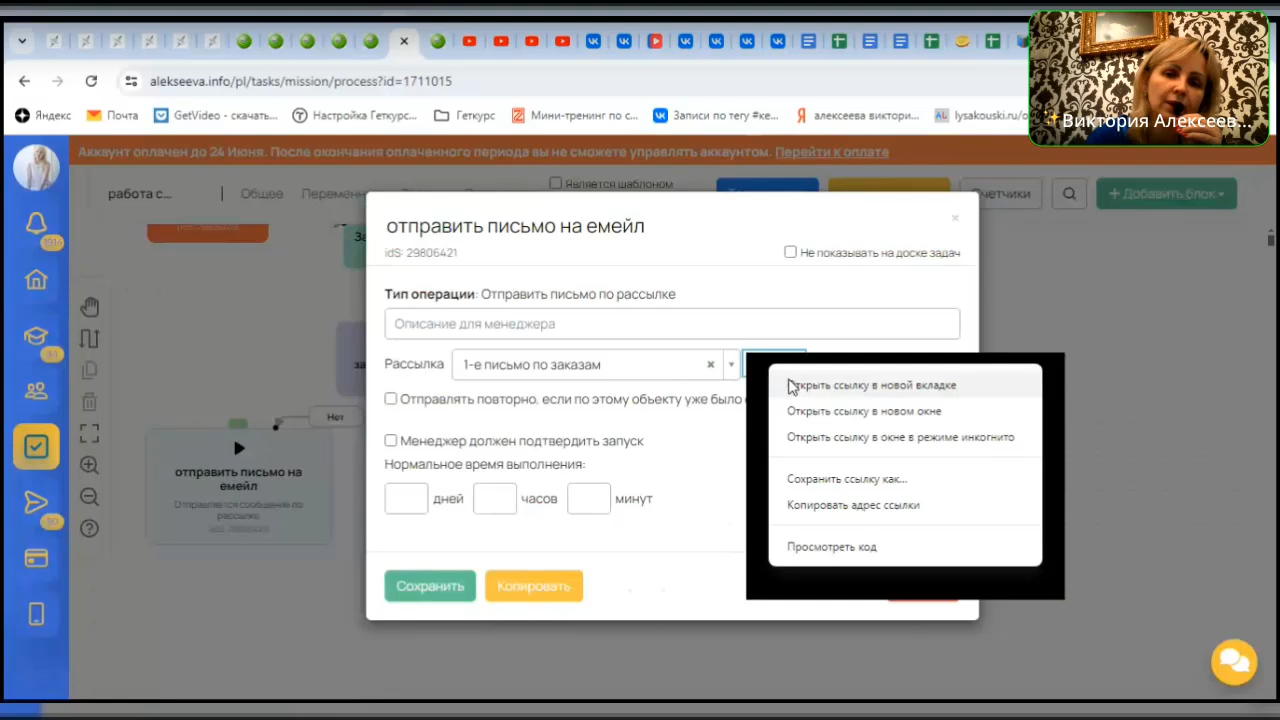 alekseeva.info/pl/tasks/mission/process?id=1711015
Виктория Алексеев...
Яндекс
Почта
GetVideo - скачать...
Настройка Геткурс...
Геткурс
Мини-тренинг по с...
Записи по тегу #ке...
алексеева виктори...
lysakouski.ru/
Аккаунт оплачен до 24 Июня. После окончания оплаченного периода вы не сможете управлять аккаунтом. Перейти к оплате
работа с...
Общее
Является шаблоном
Счетчики
+ Добавить блок
отправить письмо на емейл
idS: 29806421
Не показывать на доске задач
Тип операции: Отправить письмо по рассылке
Описание для менеджера
Рассылка
1-е письмо по заказам
Отправлять повторно, если по этому объекту уже было
Менеджер должен подтвердить запуск
Нормальное время выполнения:
дней
часов
минут
Сохранить
Копировать
Открыть ссылку в новой вкладке
Открыть ссылку в новом окне
Открыть ссылку в окне в режиме инкогнито
Сохранить ссылку как...
Копировать адрес ссылки
Просмотреть код
Нет
отправить письмо на
емейл
Отправляется сообщение по
рассылке